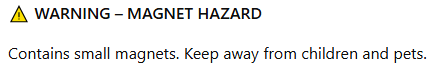 ⚠ WARNING – MAGNET HAZARD
Contains small magnets. Keep away from children and pets.